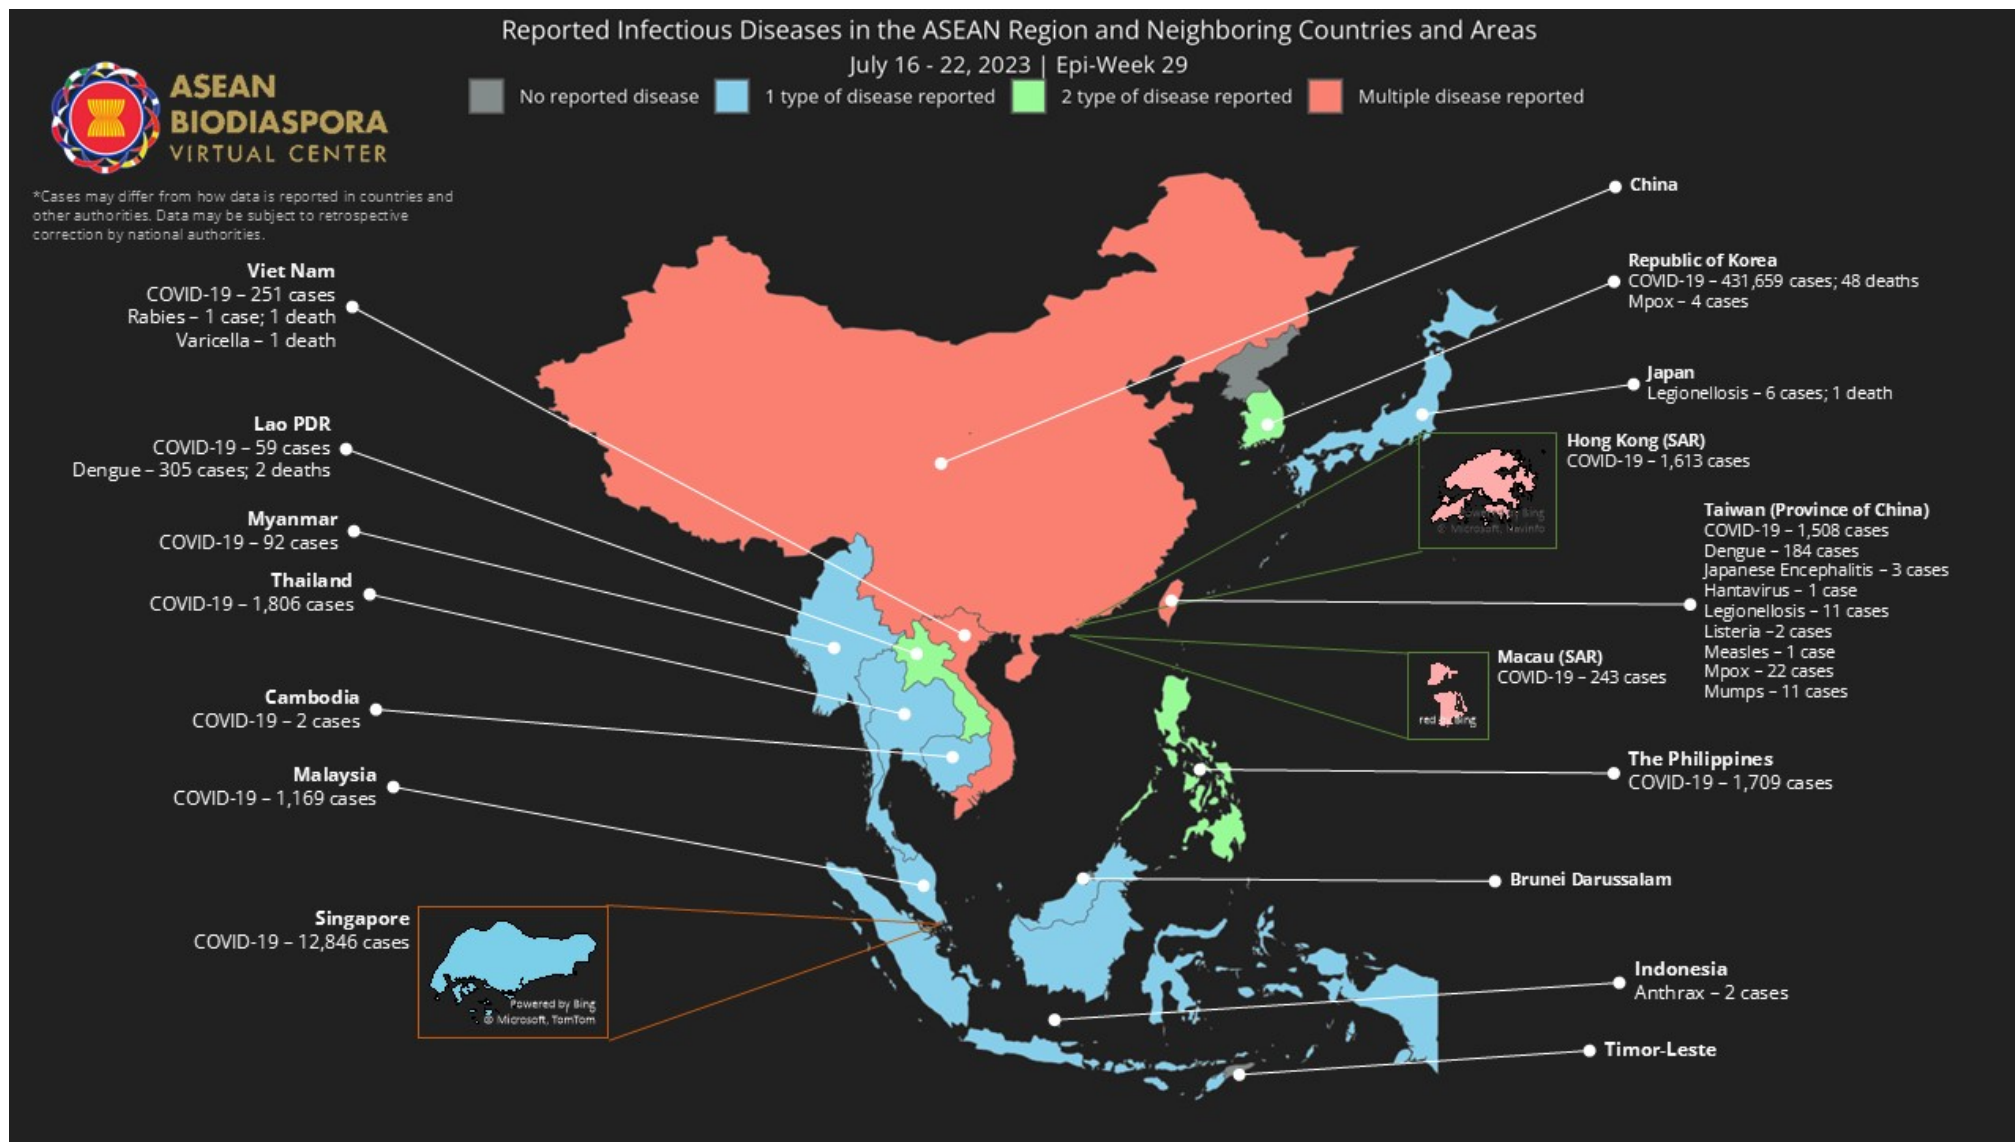 Reported Infectious Diseases in the ASEAN Region and Neighboring Countries and Areas
July 16 - 22, 2023 | Epi-Week 29
No reported disease
1 type of disease reported
2 type of disease reported
Multiple disease reported
ASEAN
BIODIASPORA
VIRTUAL CENTER
*Cases may differ from how data is reported in countries and
other authorities. Data may be subject to retrospective
correction by national authorities.
Viet Nam
COVID-19 – 251 cases
Rabies – 1 case; 1 death
Varicella – 1 death
Lao PDR
COVID-19 – 59 cases
Dengue – 305 cases; 2 deaths
Myanmar
COVID-19 – 92 cases
Thailand
COVID-19 – 1,806 cases
Cambodia
COVID-19 – 2 cases
Malaysia
COVID-19 – 1,169 cases
Singapore
COVID-19 – 12,846 cases
Powered by Bing
© Microsoft, TomTom
China
Republic of Korea
COVID-19 – 431,659 cases; 48 deaths
Mpox – 4 cases
Japan
Legionellosis – 6 cases; 1 death
Hong Kong (SAR)
COVID-19 – 1,613 cases
Bing
© Microsoft, Navinfo
Taiwan (Province of China)
COVID-19 – 1,508 cases
Dengue – 184 cases
Japanese Encephalitis – 3 cases
Hantavirus – 1 case
Legionellosis – 11 cases
Listeria –2 cases
Measles – 1 case
Mpox – 22 cases
Mumps – 11 cases
Macau (SAR)
COVID-19 – 243 cases
red by Bing
The Philippines
COVID-19 – 1,709 cases
Brunei Darussalam
Indonesia
Anthrax – 2 cases
Timor-Leste